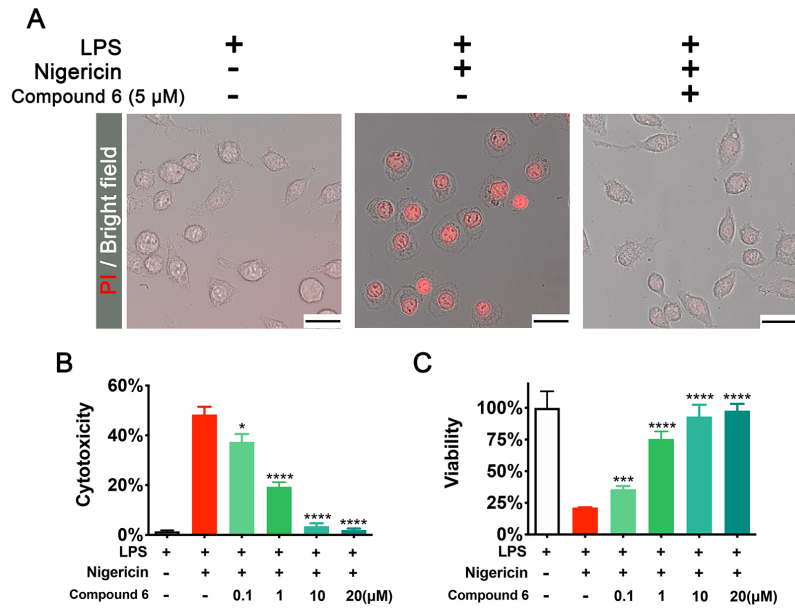 A
LPS + + +
Nigericin - + +
Compound 6 (5 μM) - - +
PI / Bright field
B
C
60%
40%
20%
0%
Cytotoxicity
* **** **** ****
LPS + + + + + +
Nigericin - + + + + +
Compound 6 - - 0.1 1 10 20(μM)
100%
75%
50%
25%
0%
Viability
*** **** **** ****
LPS + + + + + +
Nigericin - + + + + +
Compound 6 - - 0.1 1 10 20(μM)